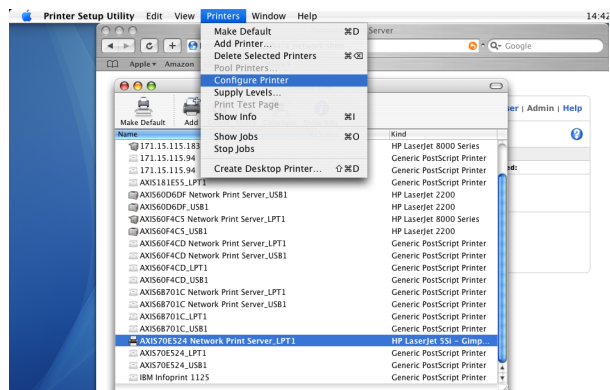 Printer Setup Utility Edit View Printers Window Help 14:42
Server
Google
Apple Amazon
Make Default ⌘D
Add Printer...
Delete Selected Printers ⌘⌫
Pool Printers...
Configure Printer
Supply Levels...
Print Test Page
Show Info ⌘I
Show Jobs ⌘O
Stop Jobs
Create Desktop Printer... ⇧⌘D
Admin | Help
Make Default Add
Name Kind
171.15.115.183 HP LaserJet 8000 Series
171.15.115.94 Generic PostScript Printer
171.15.115.94 Generic PostScript Printer
AXIS181E55_LPT1 Generic PostScript Printer
AXIS60D6DF Network Print Server_USB1 HP LaserJet 2200
AXIS60D6DF_USB1 HP LaserJet 2200
AXIS60F4C5 Network Print Server_LPT1 HP LaserJet 8000 Series
AXIS60F4C5_USB1 HP LaserJet 2200
AXIS60F4CD Network Print Server_LPT1 Generic PostScript Printer
AXIS60F4CD Network Print Server_USB1 Generic PostScript Printer
AXIS60F4CD_LPT1 Generic PostScript Printer
AXIS60F4CD_USB1 Generic PostScript Printer
AXIS6B701C Network Print Server_LPT1 Generic PostScript Printer
AXIS6B701C Network Print Server_USB1 Generic PostScript Printer
AXIS6B701C_LPT1 Generic PostScript Printer
AXIS6B701C_USB1 Generic PostScript Printer
AXIS70E524 Network Print Server_LPT1 HP LaserJet 5Si – Gimp...
AXIS70E524_LPT1 Generic PostScript Printer
AXIS70E524_USB1 Generic PostScript Printer
IBM Infoprint 1125 Generic PostScript Printer